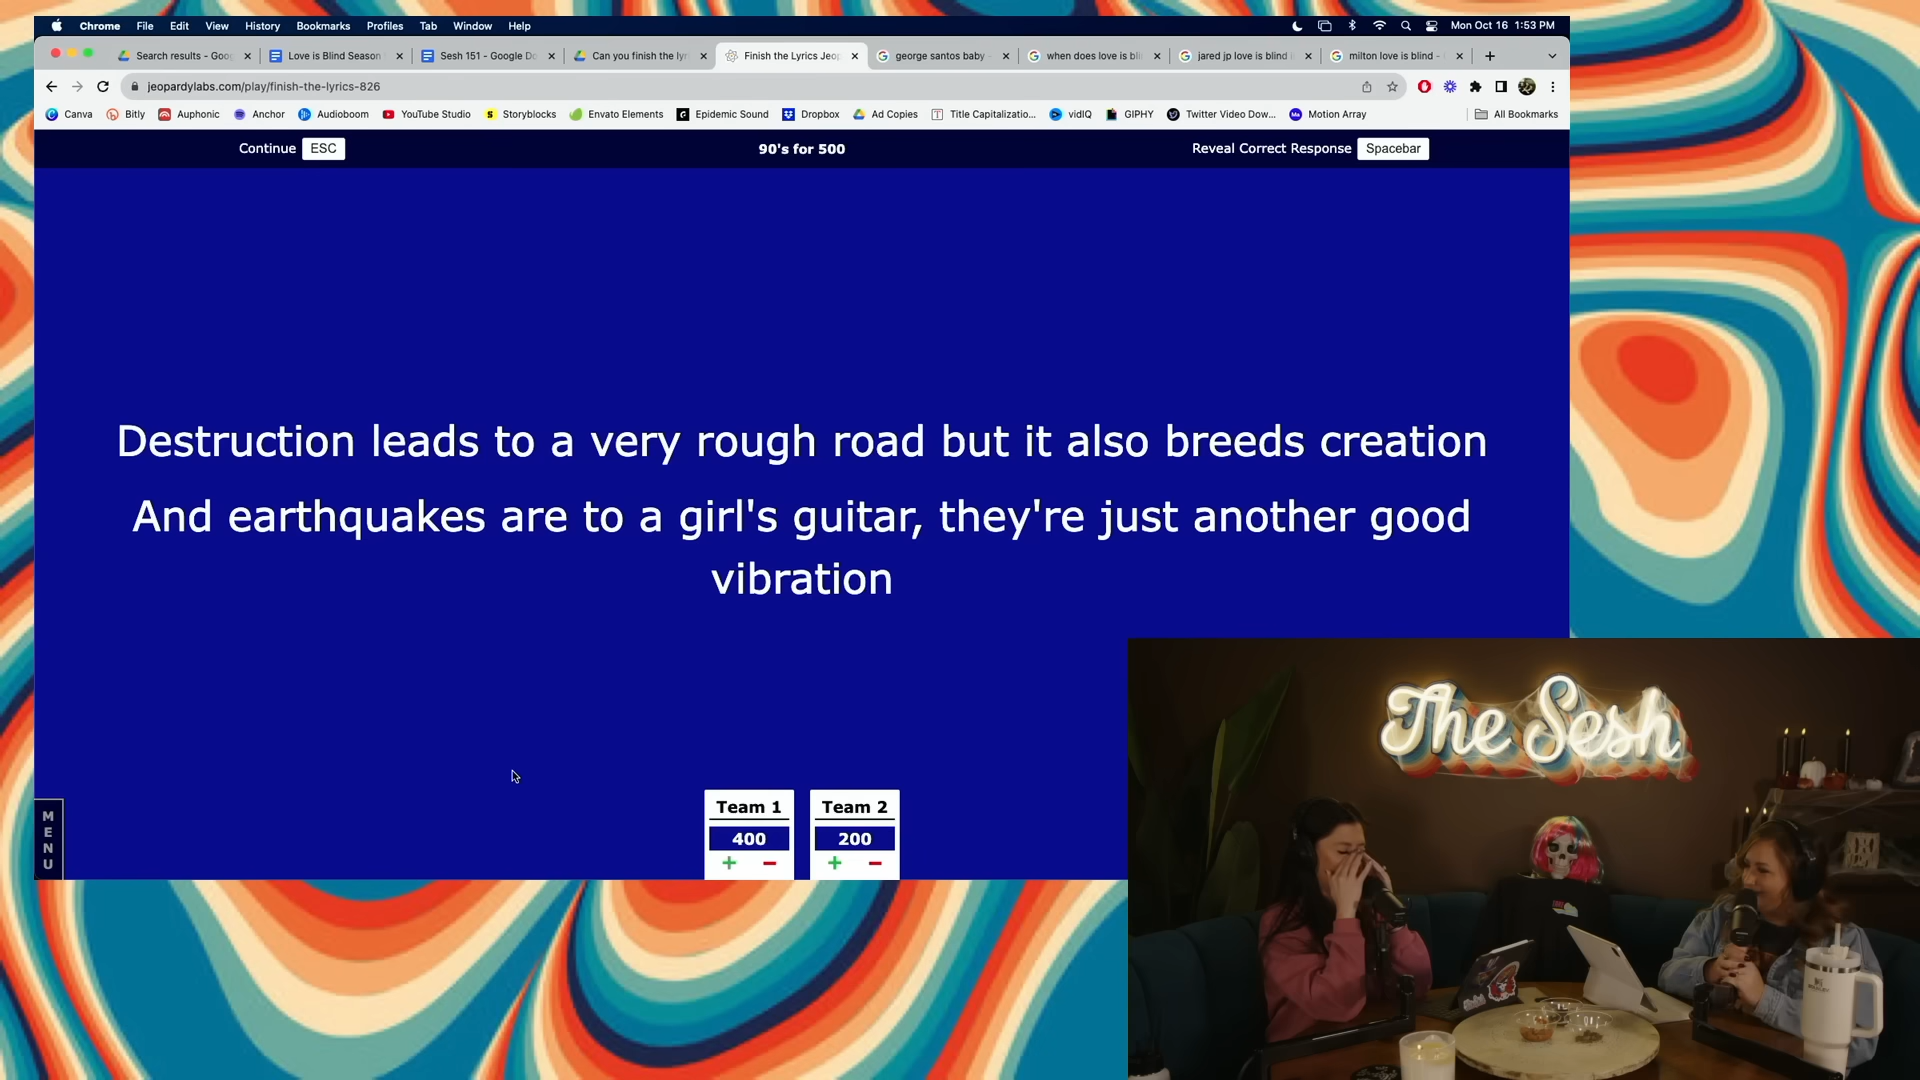 Chrome File Edit View History Bookmarks Profiles Tab Window Help Mon Oct 16 1:53 PM
Search results - Goo Love is Blind Season Sesh 151 - Google Do Can you finish the lyr Finish the Lyrics Jeop george santos baby - when does love is bli jared jp love is blind milton love is blind -
jeopardylabs.com/play/finish-the-lyrics-826
Canva Bitly Auphonic Anchor Audioboom YouTube Studio Storyblocks Envato Elements Epidemic Sound Dropbox Ad Copies Title Capitalizatio... vidIQ GIPHY Twitter Video Dow... Motion Array All Bookmarks
Continue ESC 90's for 500 Reveal Correct Response Spacebar
Destruction leads to a very rough road but it also breeds creation
And earthquakes are to a girl's guitar, they're just another good
vibration
The Sesh
MENU
Team 1 Team 2
400 200
+ − + −